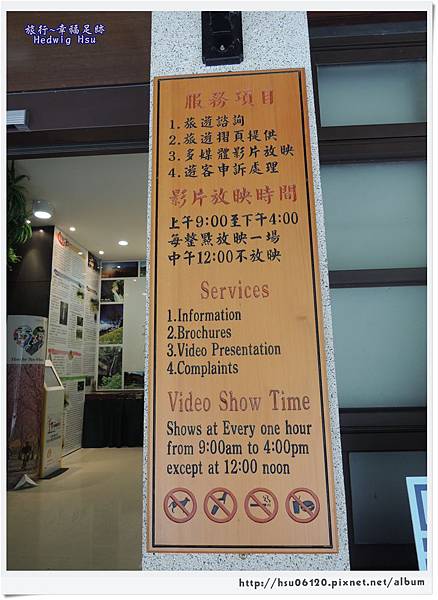 旅行~幸福足跡
Hedwig Hsu
服務項目
1.旅遊諮詢
2.旅遊摺頁提供
3.多媒體影片放映
4.遊客申訴處理
影片放映時間
上午9:00至下午4:00
每整點放映一場
中午12:00不放映
Services
1.Information
2.Brochures
3.Video Presentation
4.Complaints
Video Show Time
Shows at Every one hour
from 9:00am to 4:00pm
except at 12:00 noon
http://hsu06120.pixnet.net/album